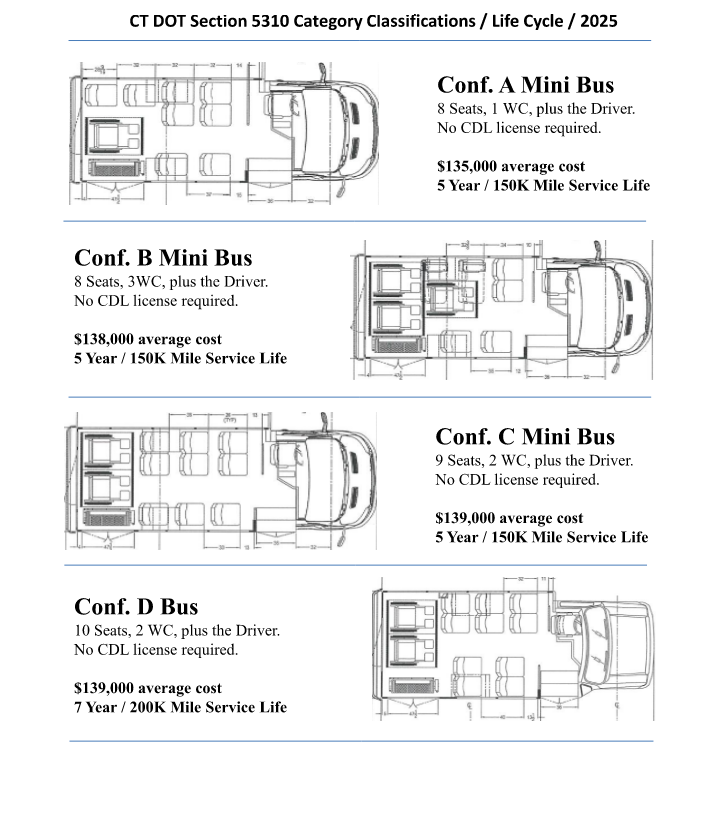 CT DOT Section 5310 Category Classifications / Life Cycle / 2025
Conf. A Mini Bus
8 Seats, 1 WC, plus the Driver.
No CDL license required.
$135,000 average cost
5 Year / 150K Mile Service Life
Conf. B Mini Bus
8 Seats, 3WC, plus the Driver.
No CDL license required.
$138,000 average cost
5 Year / 150K Mile Service Life
Conf. C Mini Bus
9 Seats, 2 WC, plus the Driver.
No CDL license required.
$139,000 average cost
5 Year / 150K Mile Service Life
Conf. D Bus
10 Seats, 2 WC, plus the Driver.
No CDL license required.
$139,000 average cost
7 Year / 200K Mile Service Life